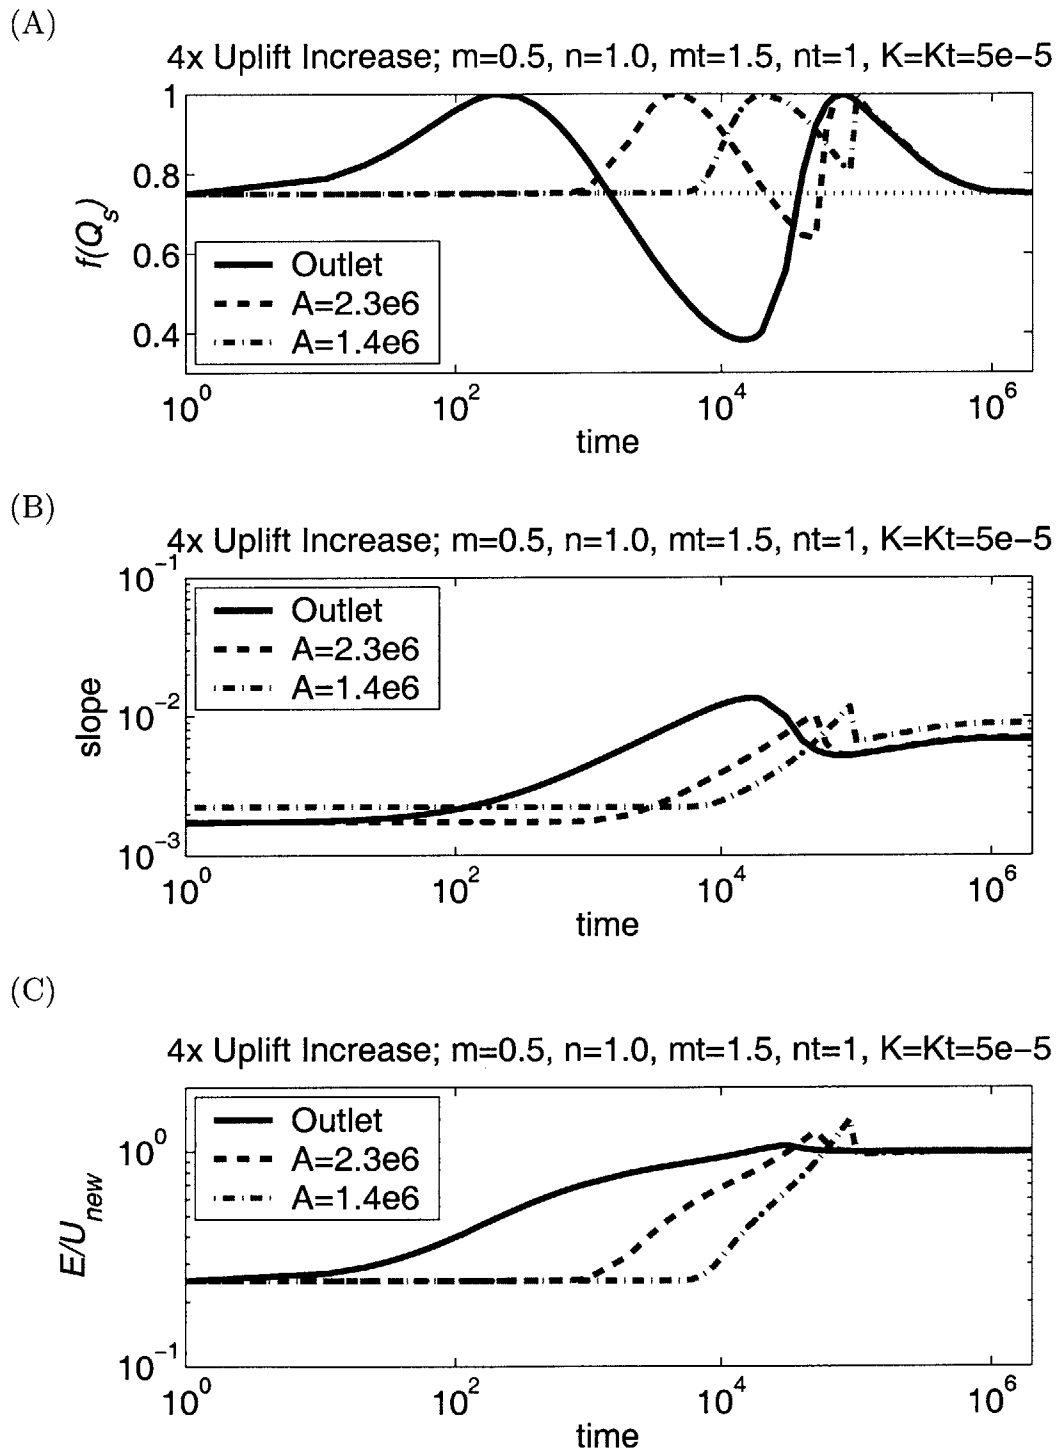 (A)
4x Uplift Increase; m=0.5, n=1.0, mt=1.5, nt=1, K=Kt=5e−5
1
0.8
0.6
0.4
f(Qs)
Outlet
A=2.3e6
A=1.4e6
10^0 10^2 10^4 10^6
time
(B)
4x Uplift Increase; m=0.5, n=1.0, mt=1.5, nt=1, K=Kt=5e−5
10^−1
10^−2
10^−3
slope
Outlet
A=2.3e6
A=1.4e6
10^0 10^2 10^4 10^6
time
(C)
4x Uplift Increase; m=0.5, n=1.0, mt=1.5, nt=1, K=Kt=5e−5
10^0
10^−1
E/Unew
Outlet
A=2.3e6
A=1.4e6
10^0 10^2 10^4 10^6
time